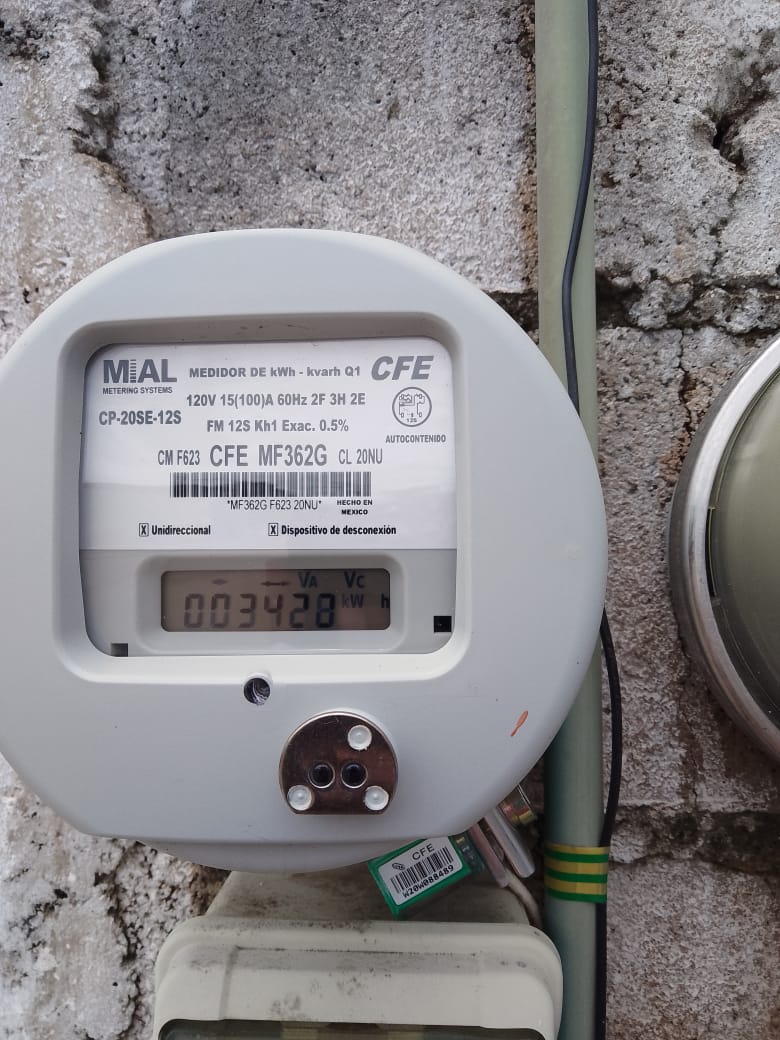 MIAL
METERING SYSTEMS
MEDIDOR DE kWh - kvarh Q1
CFE
120V 15(100)A 60Hz 2F 3H 2E
CP-20SE-12S
FM 12S Kh1 Exac. 0.5%
12S
AUTOCONTENIDO
CM F623 CFE MF362G CL 20NU
*MF362G F623 20NU*
HECHO EN
MEXICO
X Unidireccional
X Dispositivo de desconexión
VA VC
003428 kW h
CFE
W20W088489